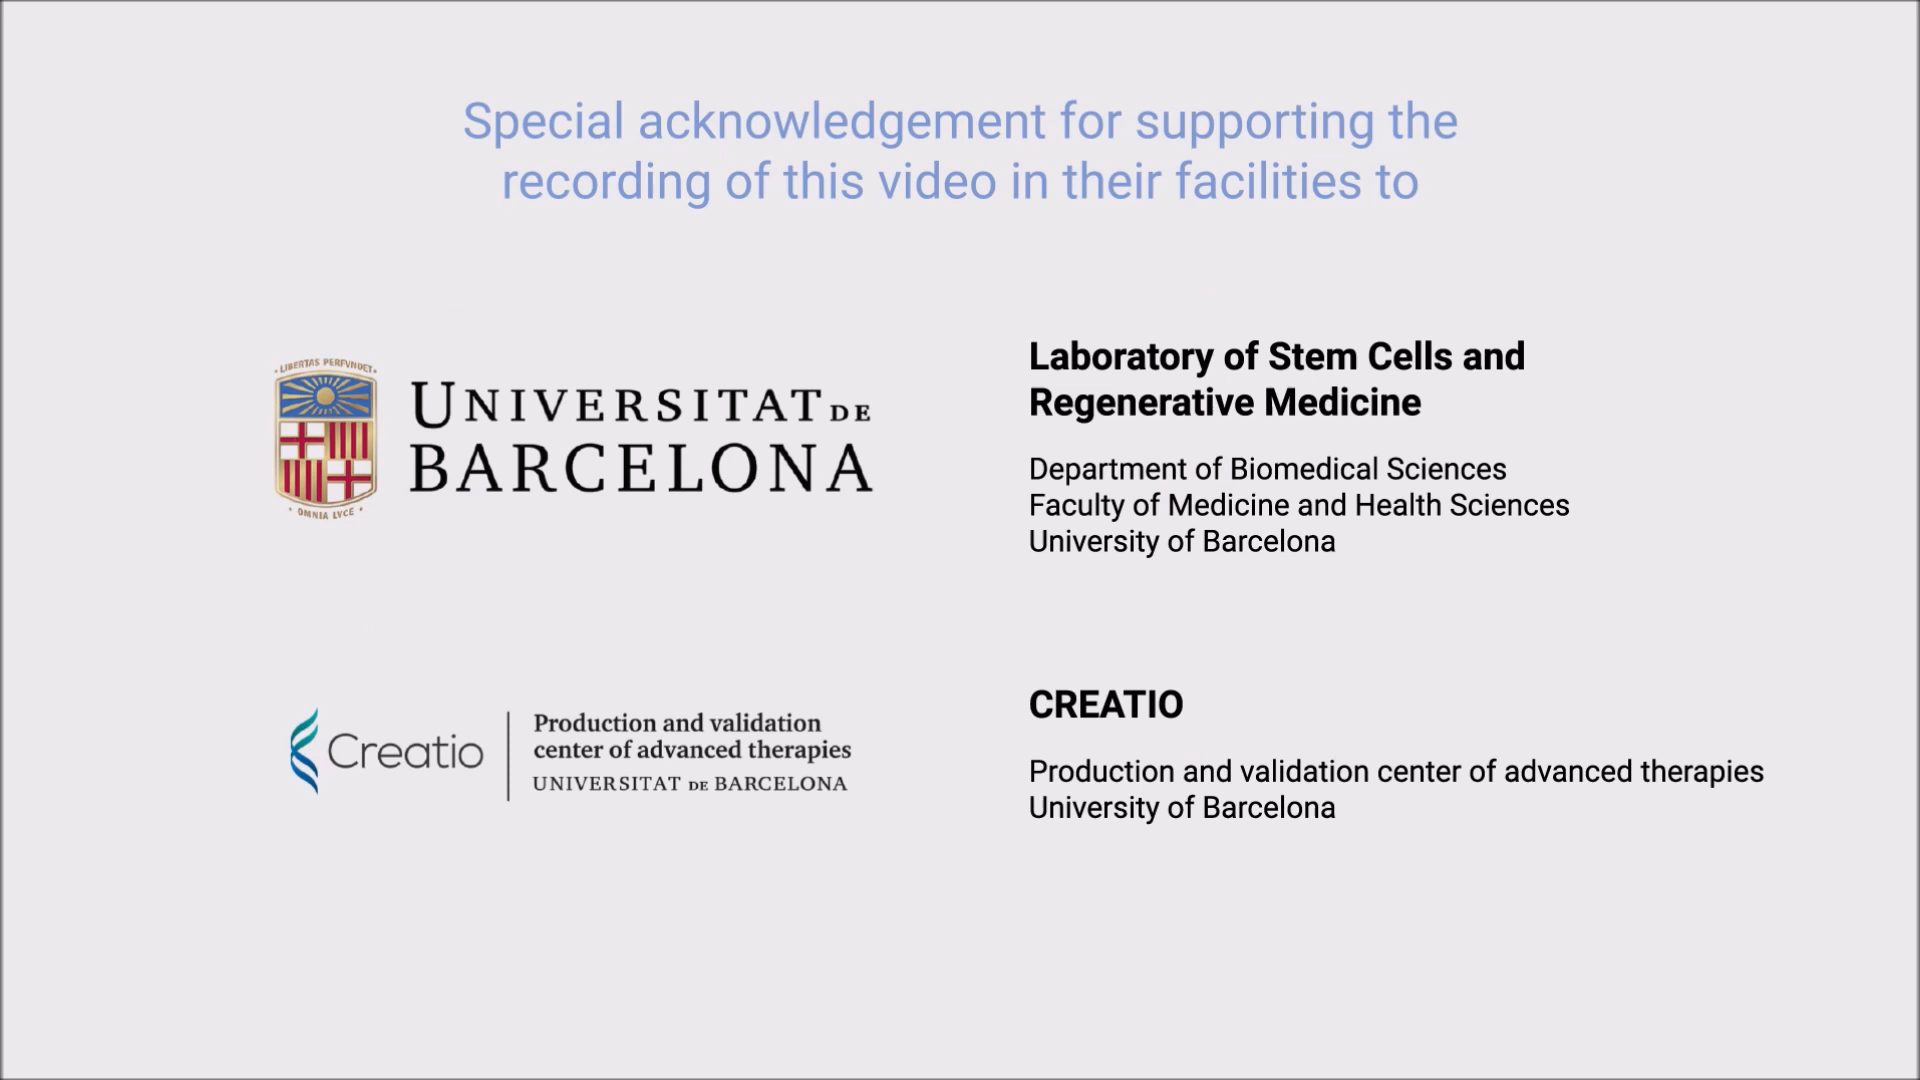 Special acknowledgement for supporting the
recording of this video in their facilities to
· LIBERTAS PERFVNDET ·
UNIVERSITAT DE
BARCELONA
· OMNIA LVCE ·
Laboratory of Stem Cells and
Regenerative Medicine
Department of Biomedical Sciences
Faculty of Medicine and Health Sciences
University of Barcelona
Creatio
Production and validation
center of advanced therapies
UNIVERSITAT DE BARCELONA
CREATIO
Production and validation center of advanced therapies
University of Barcelona